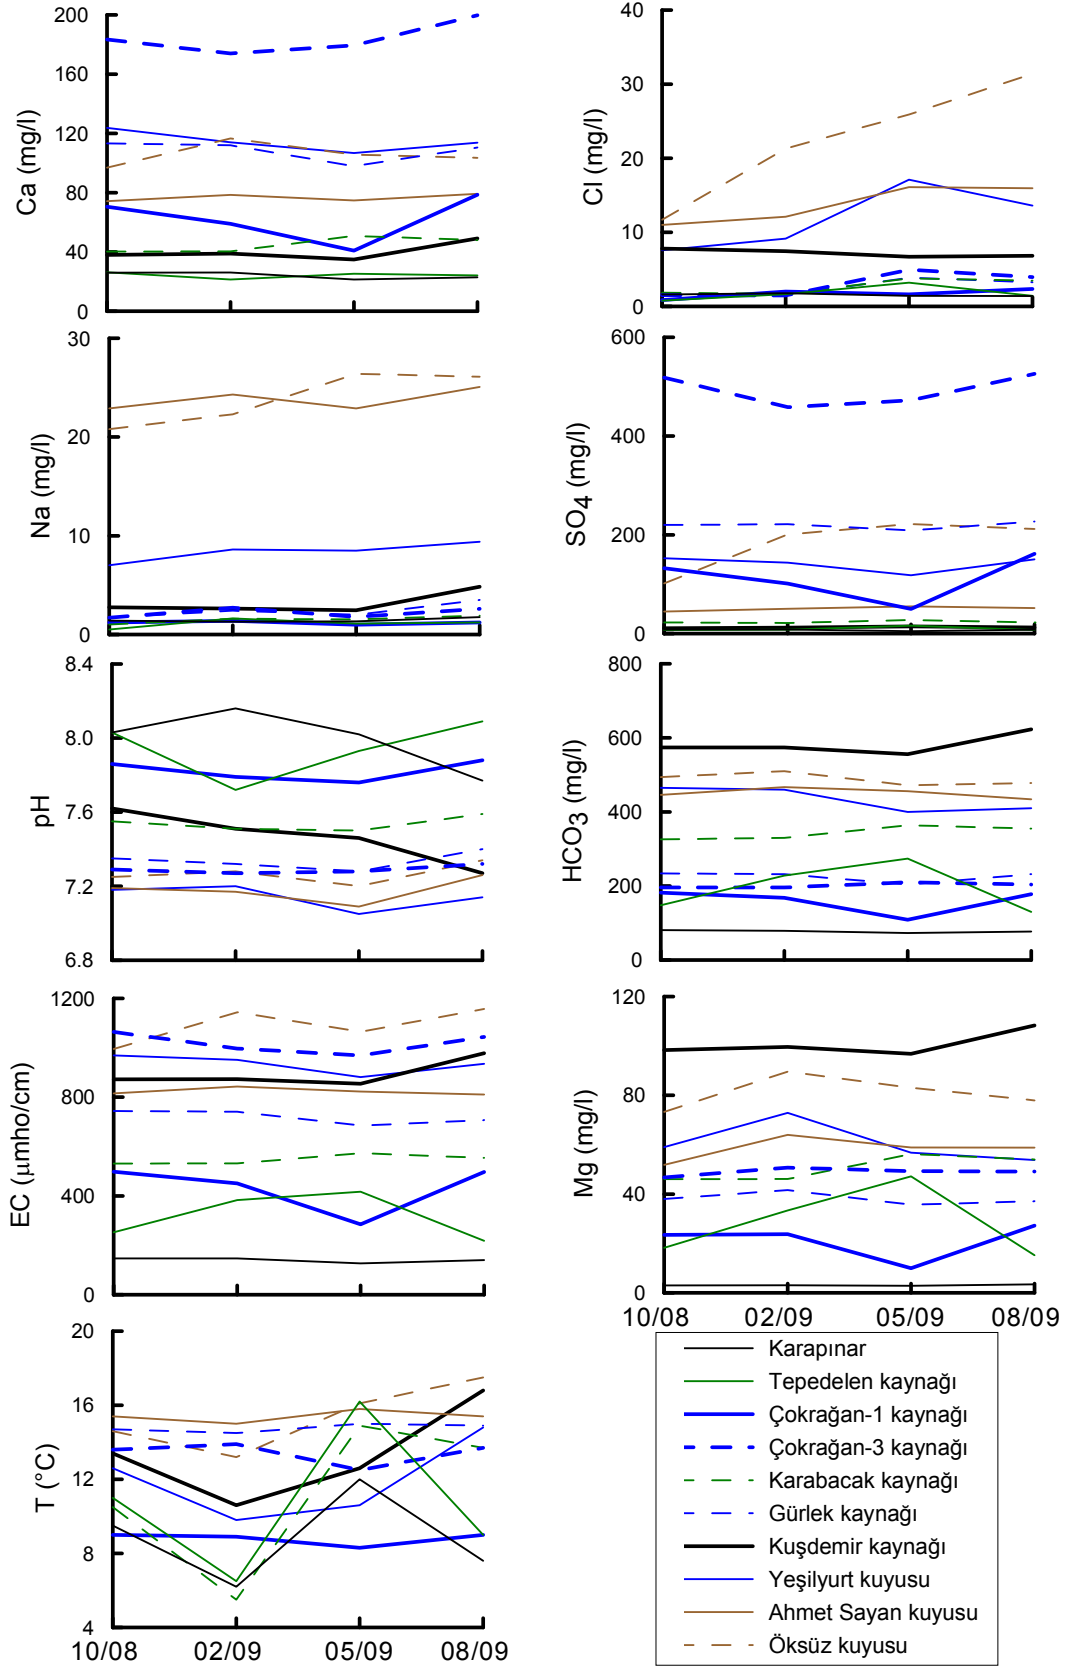 200
160
120
80
40
0
Ca (mg/l)
40
30
20
10
0
Cl (mg/l)
30
20
10
0
Na (mg/l)
600
400
200
0
SO4 (mg/l)
8.4
8.0
7.6
7.2
6.8
pH
800
600
400
200
0
HCO3 (mg/l)
1200
800
400
0
EC (µmho/cm)
120
80
40
0
Mg (mg/l)
10/08 02/09 05/09 08/09
20
16
12
8
4
T (°C)
10/08 02/09 05/09 08/09
Karapınar
Tepedelen kaynağı
Çokrağan-1 kaynağı
Çokrağan-3 kaynağı
Karabacak kaynağı
Gürlek kaynağı
Kuşdemir kaynağı
Yeşilyurt kuyusu
Ahmet Sayan kuyusu
Öksüz kuyusu